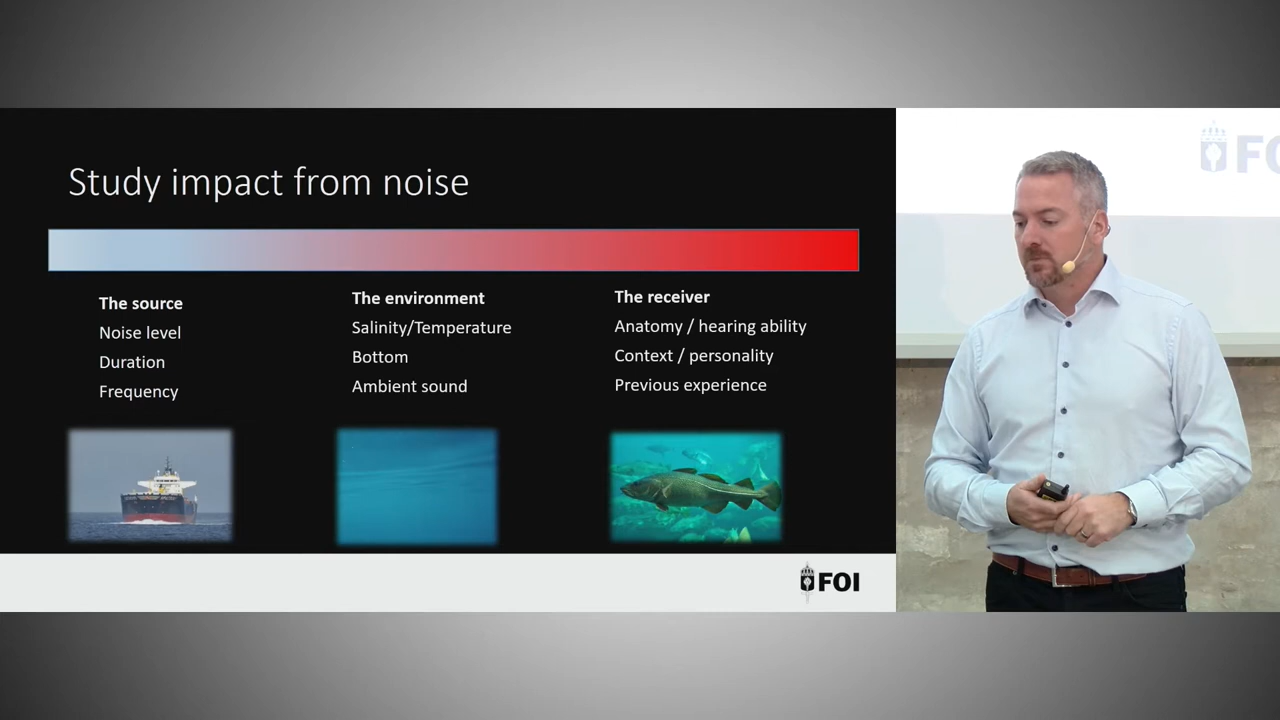 Study impact from noise
The source
Noise level
Duration
Frequency
The environment
Salinity/Temperature
Bottom
Ambient sound
The receiver
Anatomy / hearing ability
Context / personality
Previous experience
FOI
FO